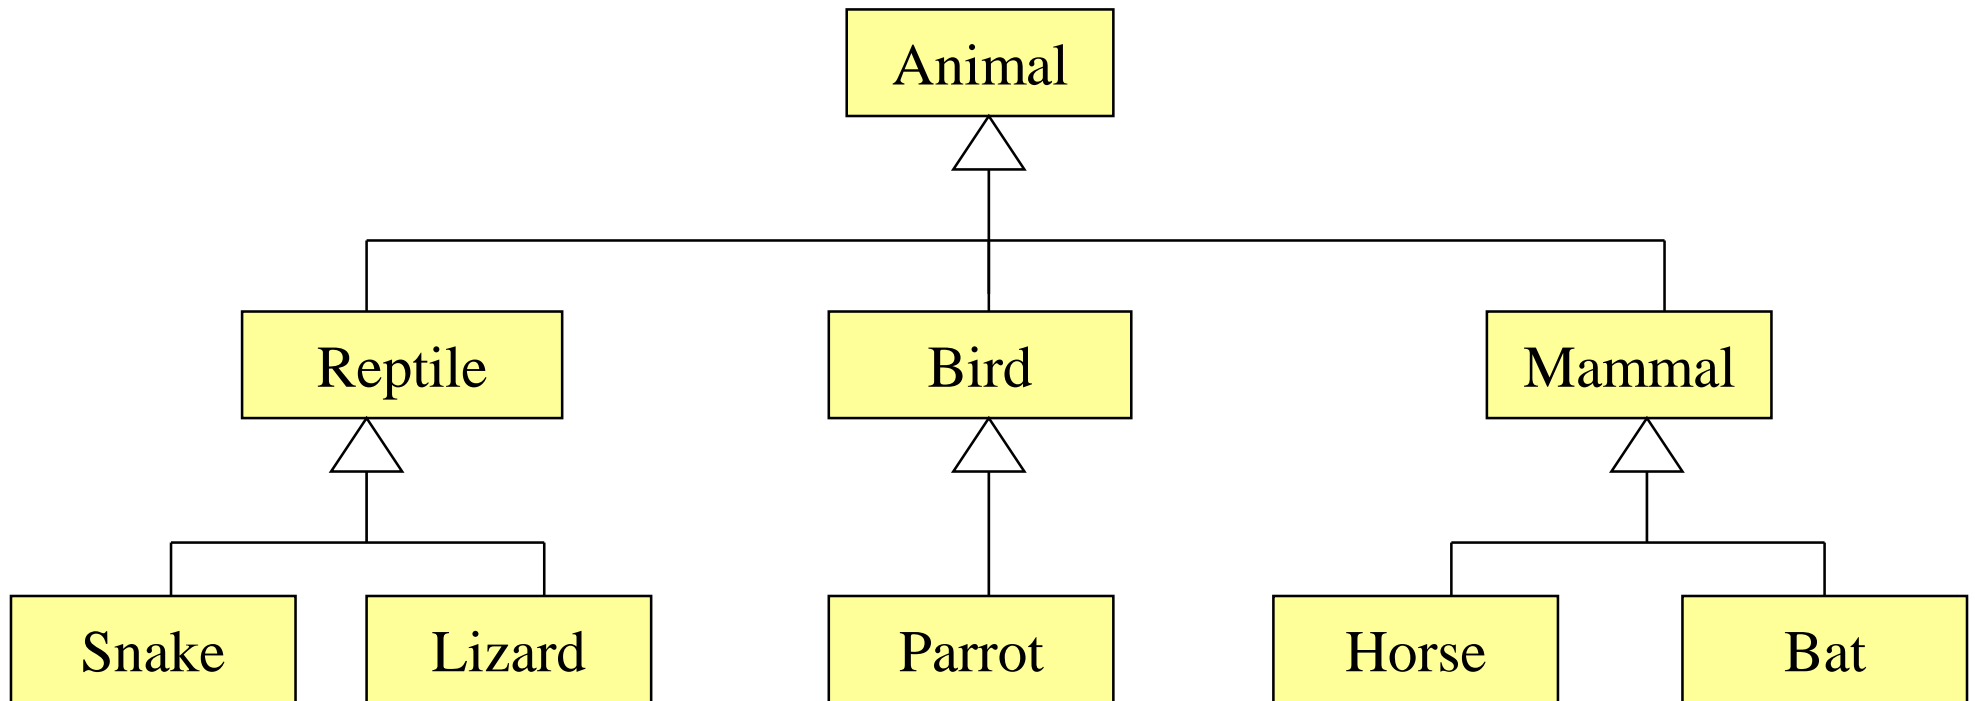 Animal
Reptile
Bird
Mammal
Snake
Lizard
Parrot
Horse
Bat